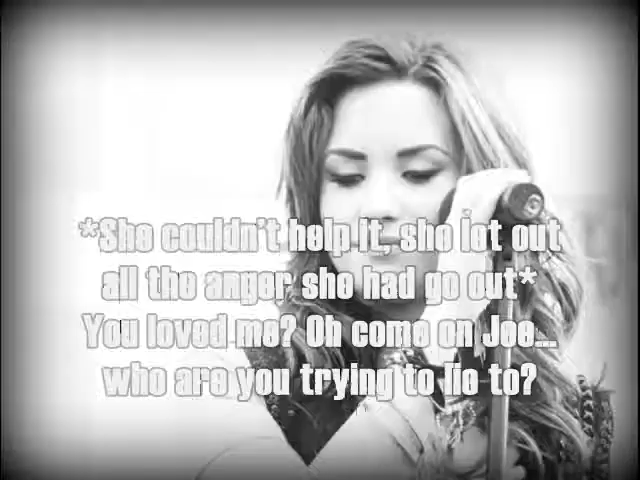 *She couldn't help it, she let out
all the anger she had go out*
You loved me? Oh come on Joe...
who are you trying to lie to?